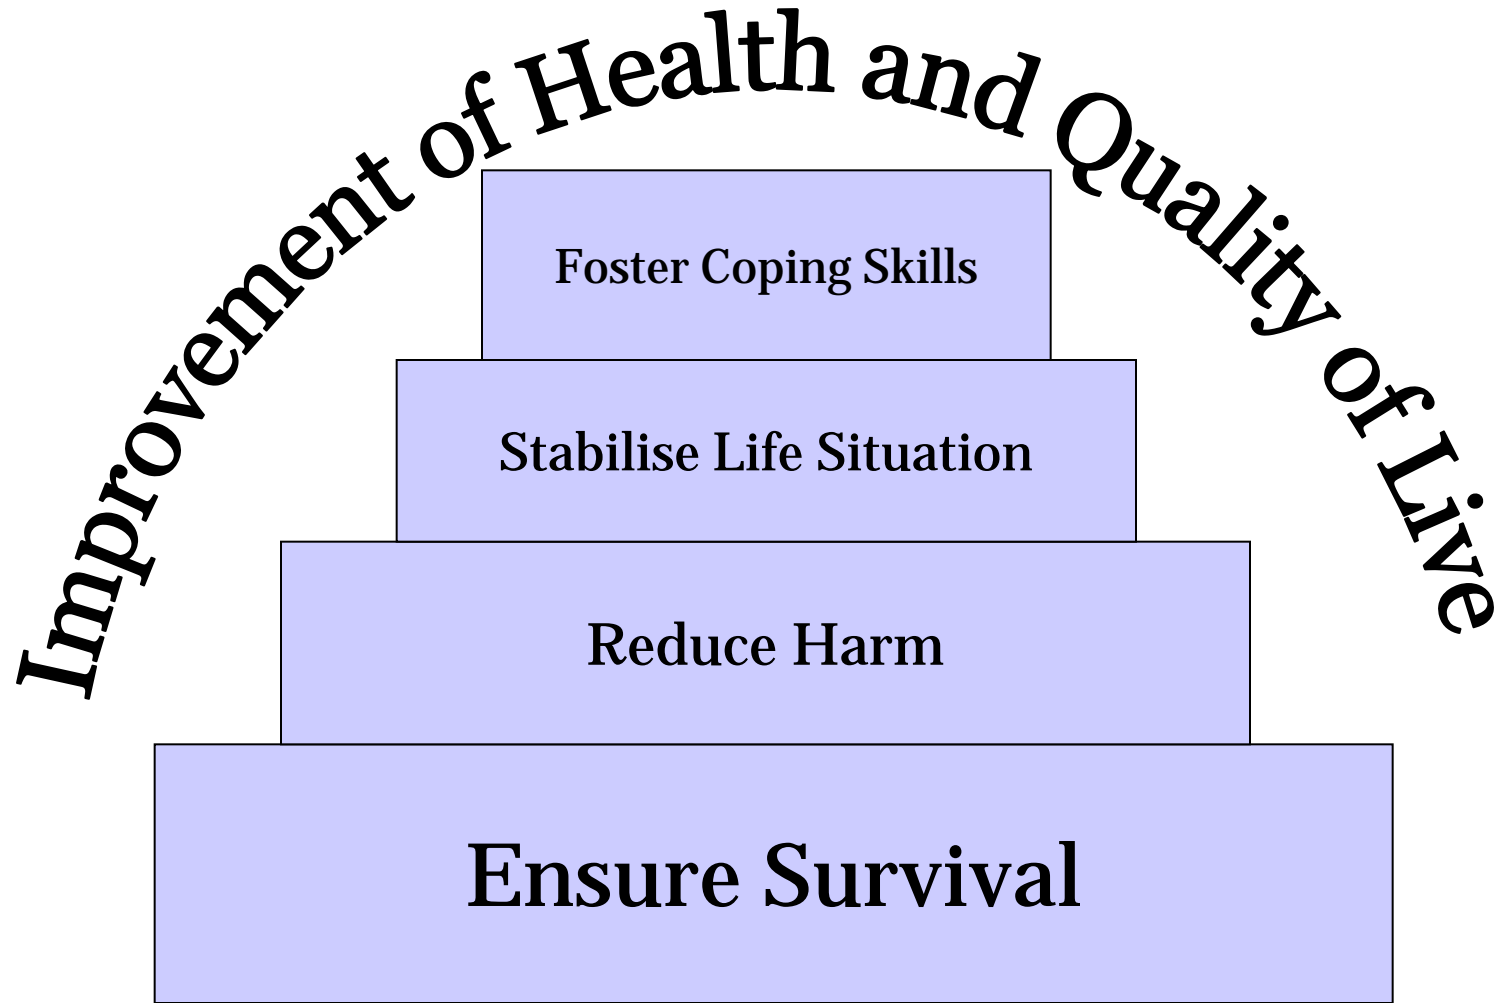 Improvement of Health and Quality of Live
Foster Coping Skills
Stabilise Life Situation
Reduce Harm
Ensure Survival